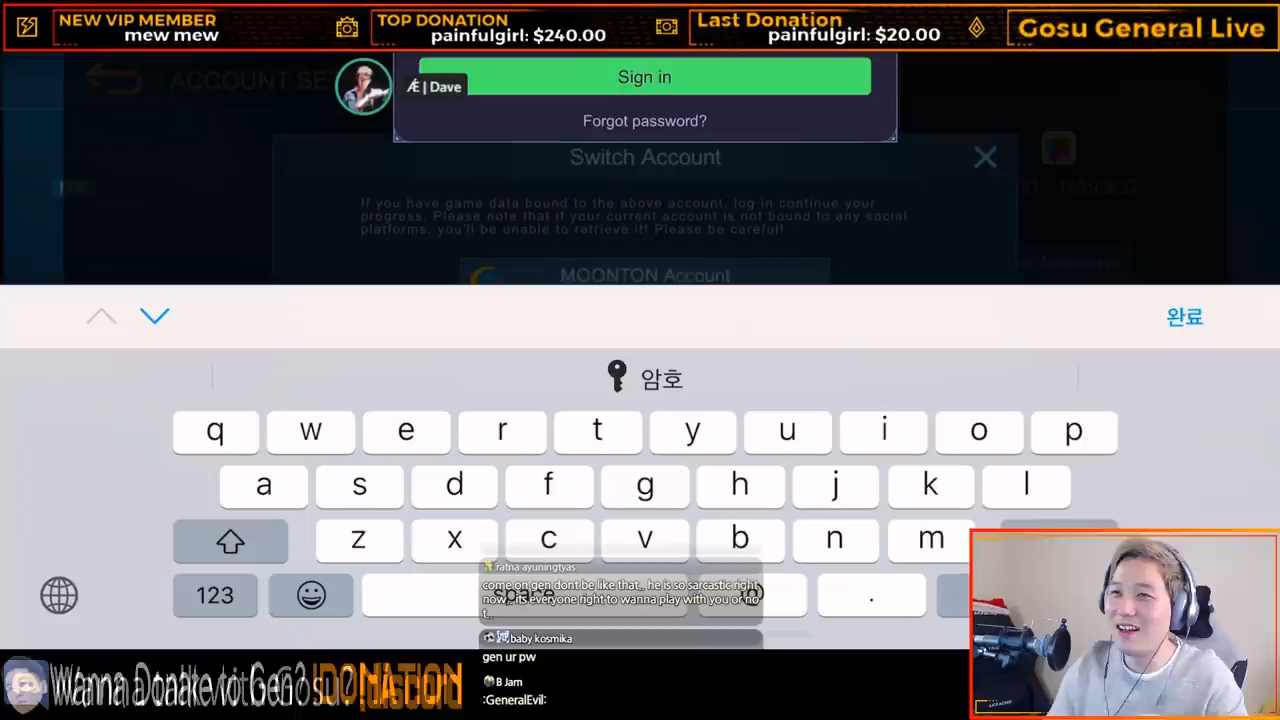 NEW VIP MEMBER
mew mew
TOP DONATION
painfulgirl: $240.00
Last Donation
painfulgirl: $20.00
Gosu General Live
ACCOUNT SE
Æ | Dave
Sign in
Forgot password?
Switch Account
If you have game data bound to the above account, log in continue your
progress. Please note that if your current account is not bound to any social
platforms, you'll be unable to retrieve it! Please be careful!
MOONTON Account
완료
암호
q w e r t y u i o p
a s d f g h j k l
z x c v b n m
123
space
@
.
ratna ayuningtyas
come on gen dont be like that.. he is so sarcastic right
now.. its everyone right to wanna play with you or no
t..
baby kosmika
gen ur pw
B Jam
:GeneralEvil:
Wanna Donate to Gen?